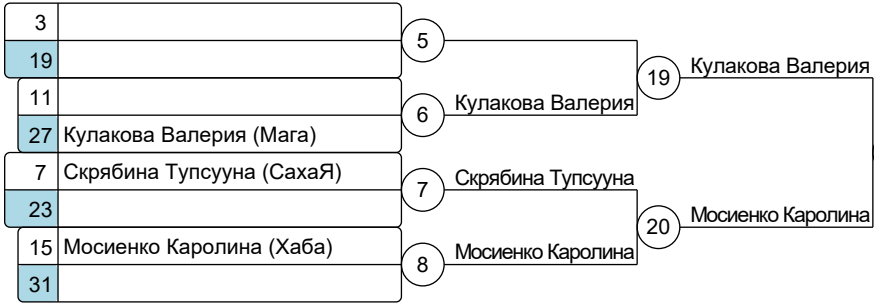 3
5
19
19 Кулакова Валерия
11
6 Кулакова Валерия
27 Кулакова Валерия (Мага)
7 Скрябина Тупсууна (СахаЯ)
7 Скрябина Тупсууна
23
20 Мосиенко Каролина
15 Мосиенко Каролина (Хаба)
8 Мосиенко Каролина
31